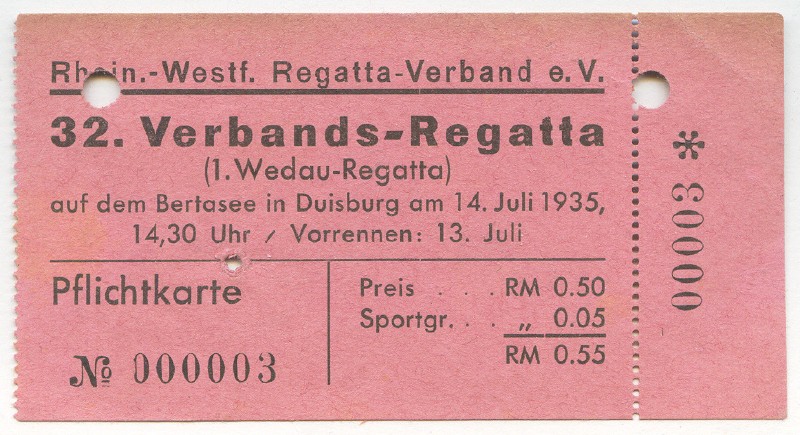 Rhein.-Westf. Regatta-Verband e.V.
32. Verbands-Regatta
(1. Wedau-Regatta)
auf dem Bertasee in Duisburg am 14. Juli 1935,
14,30 Uhr / Vorrennen: 13. Juli
Pflichtkarte
№ 000003
Preis . . RM 0.50
Sportgr. . . „ 0.05
RM 0.55
00003 *